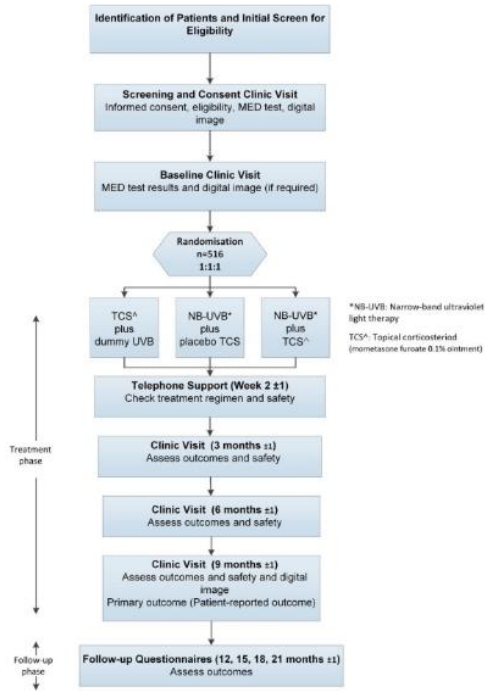 Identification of Patients and Initial Screen for
Eligibility
Screening and Consent Clinic Visit
Informed consent, eligibility, MED test, digital
image
Baseline Clinic Visit
MED test results and digital image (if required)
Randomisation
n=516
1:1:1
TCS^
plus
dummy UVB
NB-UVB*
plus
placebo TCS
NB-UVB*
plus
TCS^
*NB-UVB: Narrow-band ultraviolet
light therapy
TCS^: Topical corticosteriod
(mometasone furoate 0.1% ointment)
Telephone Support (Week 2 ±1)
Check treatment regimen and safety
Treatment
phase
Clinic Visit (3 months ±1)
Assess outcomes and safety
Clinic Visit (6 months ±1)
Assess outcomes and safety
Clinic Visit (9 months ±1)
Assess outcomes and safety and digital
image
Primary outcome (Patient-reported outcome)
Follow-up
phase
Follow-up Questionnaires (12, 15, 18, 21 months ±1)
Assess outcomes